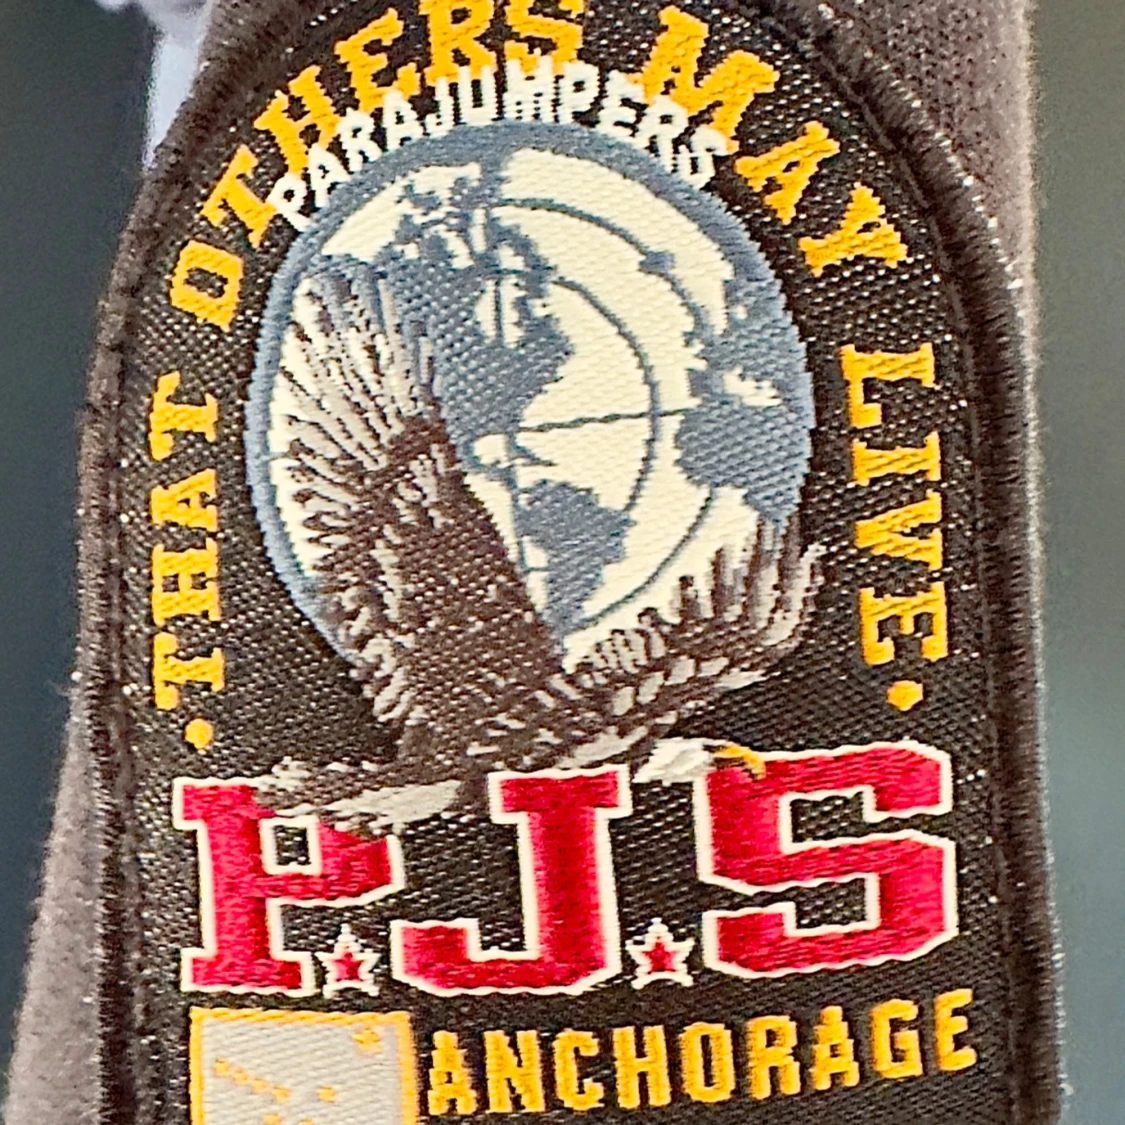 ·THAT OTHERS MAY LIVE·
PARAJUMPERS
P★J★S
ANCHORAGE